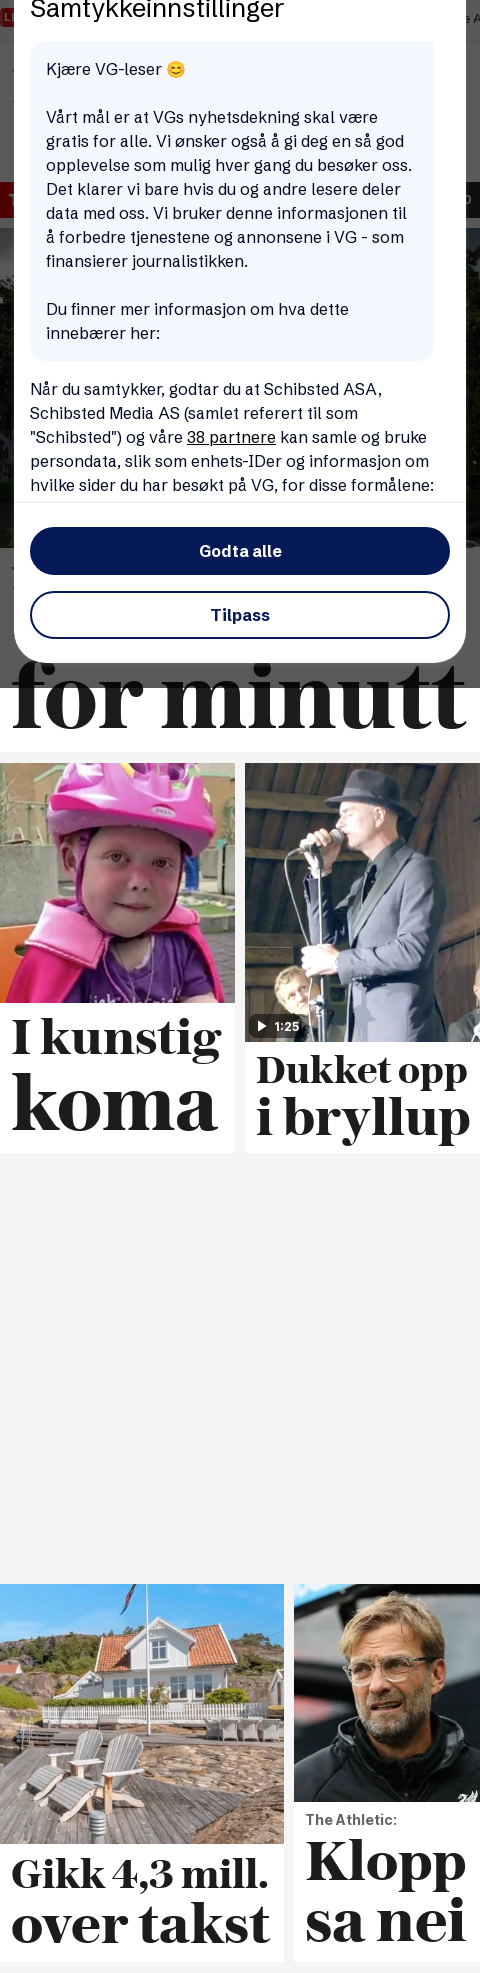 Samtykkeinnstillinger
Kjære VG-leser 😊
Vårt mål er at VGs nyhetsdekning skal være
gratis for alle. Vi ønsker også å gi deg en så god
opplevelse som mulig hver gang du besøker oss.
Det klarer vi bare hvis du og andre lesere deler
data med oss. Vi bruker denne informasjonen til
å forbedre tjenestene og annonsene i VG - som
finansierer journalistikken.
Du finner mer informasjon om hva dette
innebærer her:
Når du samtykker, godtar du at Schibsted ASA,
Schibsted Media AS (samlet referert til som
"Schibsted") og våre 38 partnere kan samle og bruke
persondata, slik som enhets-IDer og informasjon om
hvilke sider du har besøkt på VG, for disse formålene:
Godta alle
Tilpass
for minutt
1:25
I kunstig
koma
Dukket opp
i bryllup
Gikk 4,3 mill.
over takst
The Athletic:
Klopp
sa nei